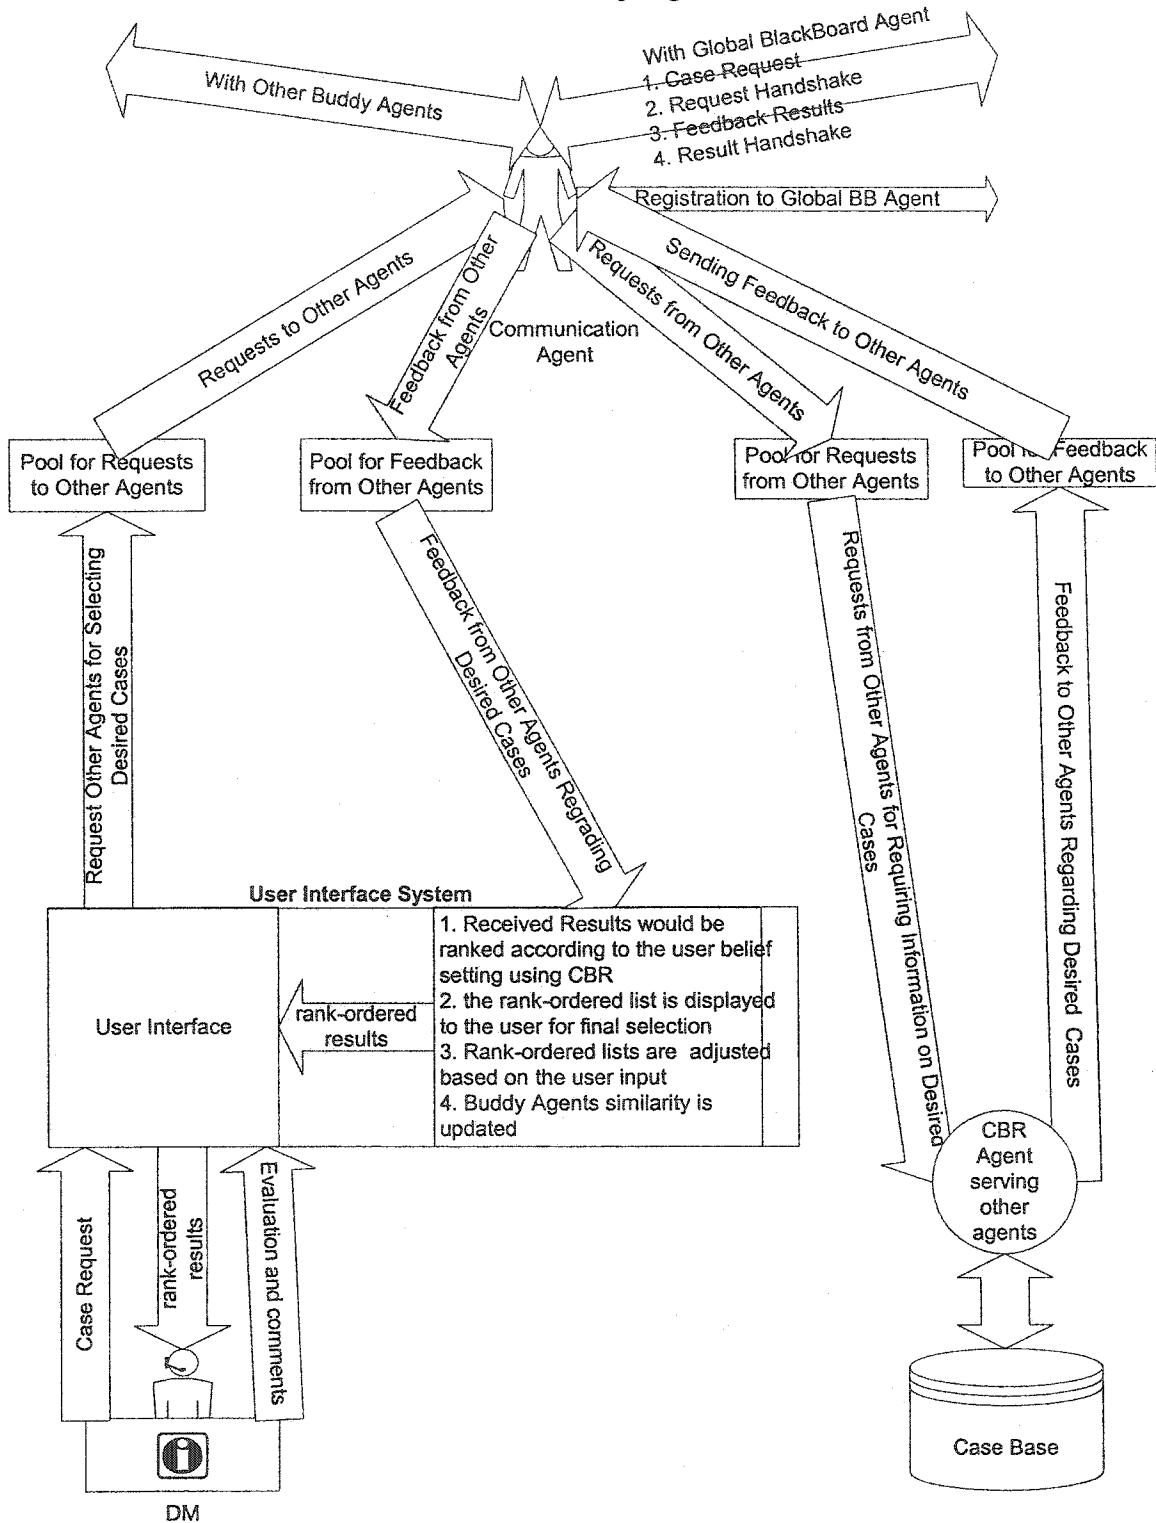 With Other Buddy Agents
With Global BlackBoard Agent
1. Case Request
2. Request Handshake
3. Feedback Results
4. Result Handshake
Registration to Global BB Agent
Requests to Other Agents
Feedback from Other
Agents
Communication
Agent
Requests from Other Agents
Sending Feedback to Other Agents
Pool for Requests
to Other Agents
Pool for Feedback
from Other Agents
Pool for Requests
from Other Agents
Pool for Feedback
to Other Agents
Request Other Agents for Selecting
Desired Cases
Feedback from Other Agents Regrading
Desired Cases
Requests from Other Agents for Requiring Information on Desired
Cases
Feedback to Other Agents Regarding Desired Cases
User Interface System
User Interface
rank-ordered
results
1. Received Results would be
ranked according to the user belief
setting using CBR
2. the rank-ordered list is displayed
to the user for final selection
3. Rank-ordered lists are adjusted
based on the user input
4. Buddy Agents similarity is
updated
CBR
Agent
serving
other
agents
Case Request
rank-ordered
results
Evaluation and comments
Case Base
i
DM